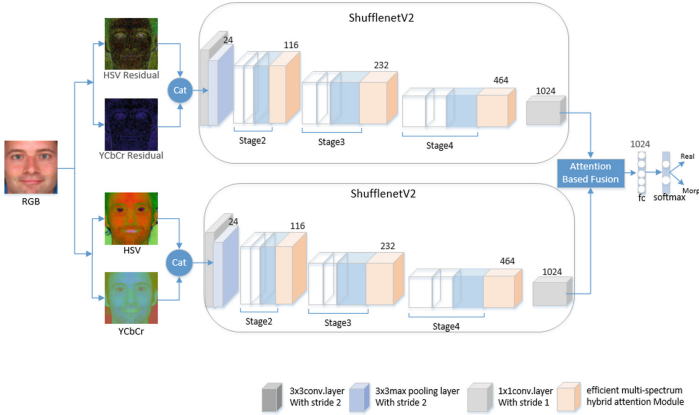 ShufflenetV2
24
116
232
464
1024
HSV Residual
Cat
YCbCr Residual
Stage2
Stage3
Stage4
RGB
Attention
Based Fusion
1024
fc
softmax
Real
Morp
ShufflenetV2
24
116
232
464
1024
HSV
Cat
YCbCr
Stage2
Stage3
Stage4
3x3conv.layer
With stride 2
3x3max pooling layer
With stride 2
1x1conv.layer
With stride 1
efficient multi-spectrum
hybrid attention Module